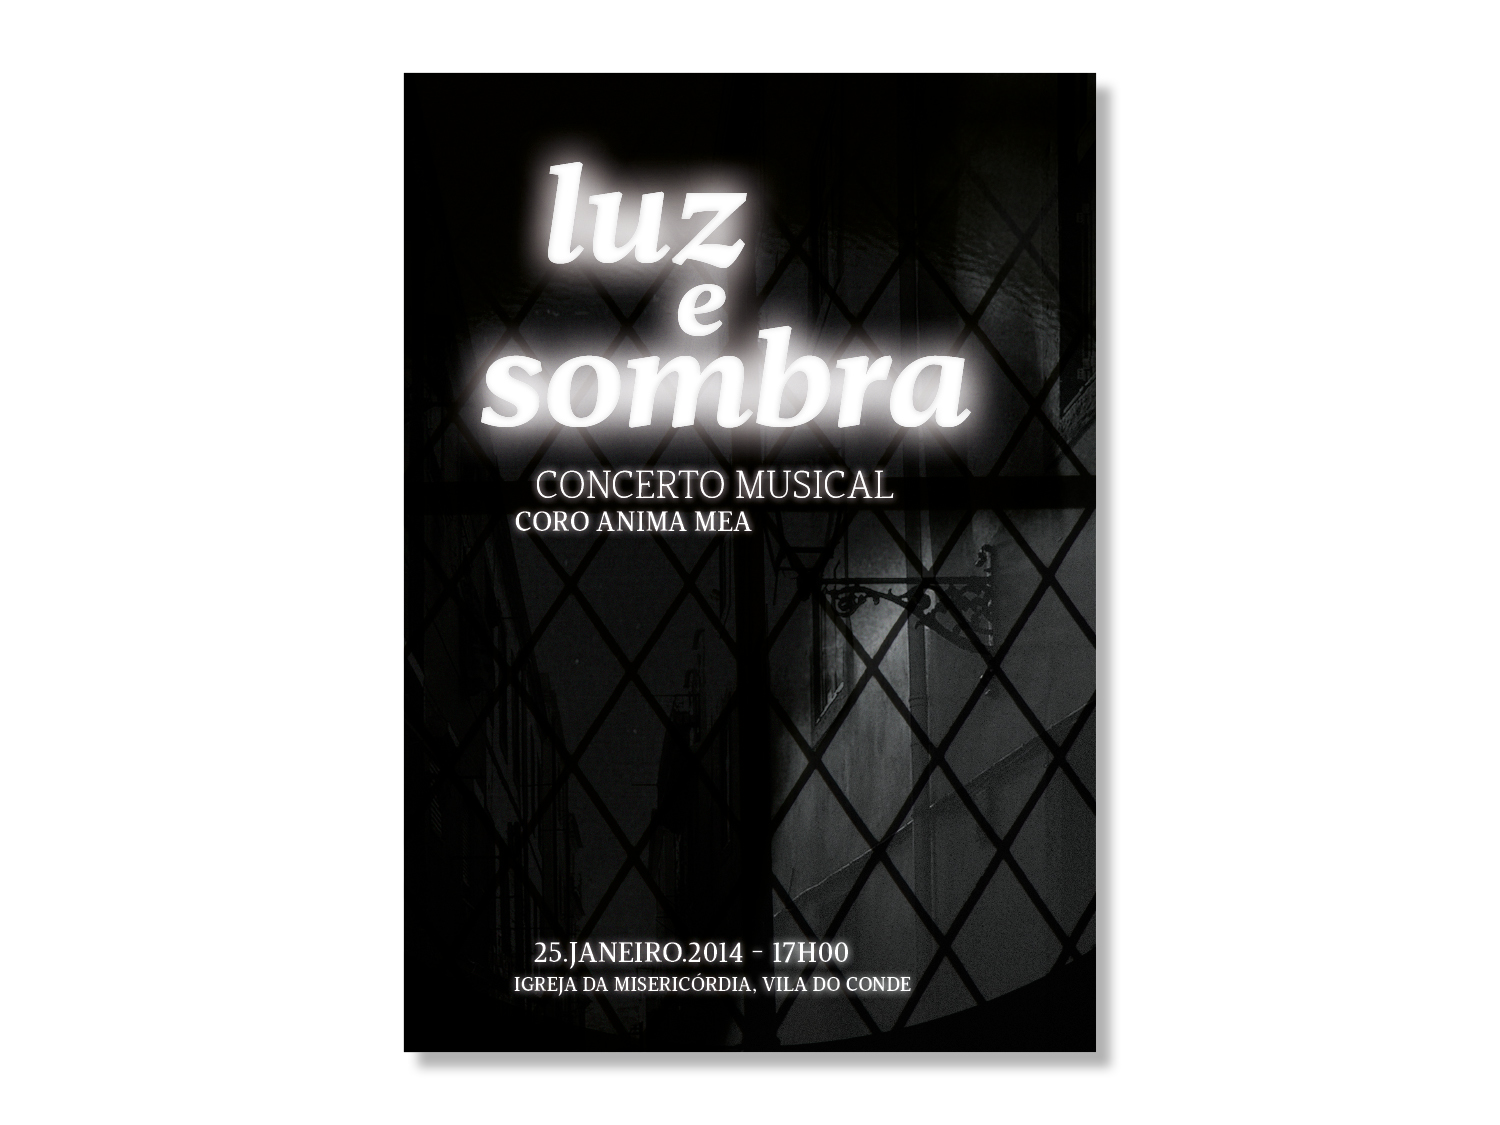 luz
e
sombra
CONCERTO MUSICAL
CORO ANIMA MEA
25.JANEIRO.2014 - 17H00
IGREJA DA MISERICÓRDIA, VILA DO CONDE